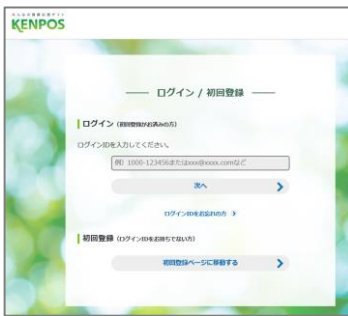 KENPOS
ログイン / 初回登録
ログイン (初回登録がお済みの方)
ログインIDを入力してください。
例）1000-123456またはxxx@xxxx.comなど
次へ
ログインIDをお忘れの方
初回登録 (ログインIDをお持ちでない方)
初回登録ページに移動する